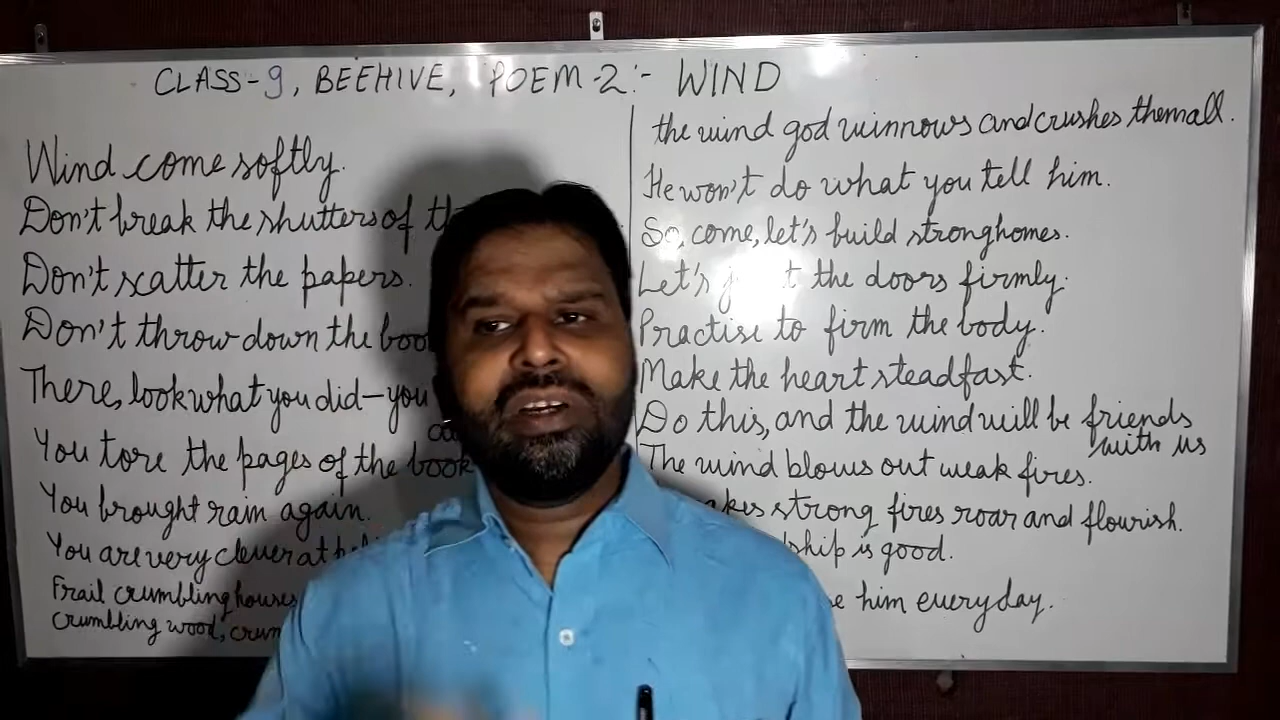 CLASS-9, BEEHIVE, POEM-2:- WIND
Wind come softly.
Don't break the shutters of
Don't scatter the papers.
Don't throw down the
There, look what you did—you
You tore the pages of the book
You brought rain again.
You are very clever at
Frail crumbling houses
Crumbling wood,
the wind god winnows and crushes them all.
He won't do what you tell him.
So, come, let's build strong homes.
Let's the doors firmly.
Practise to firm the body.
Make the heart steadfast.
Do this, and the wind will be friends
with us
The wind blows out weak fires.
strong fires roar and flourish.
is good.
him everyday.